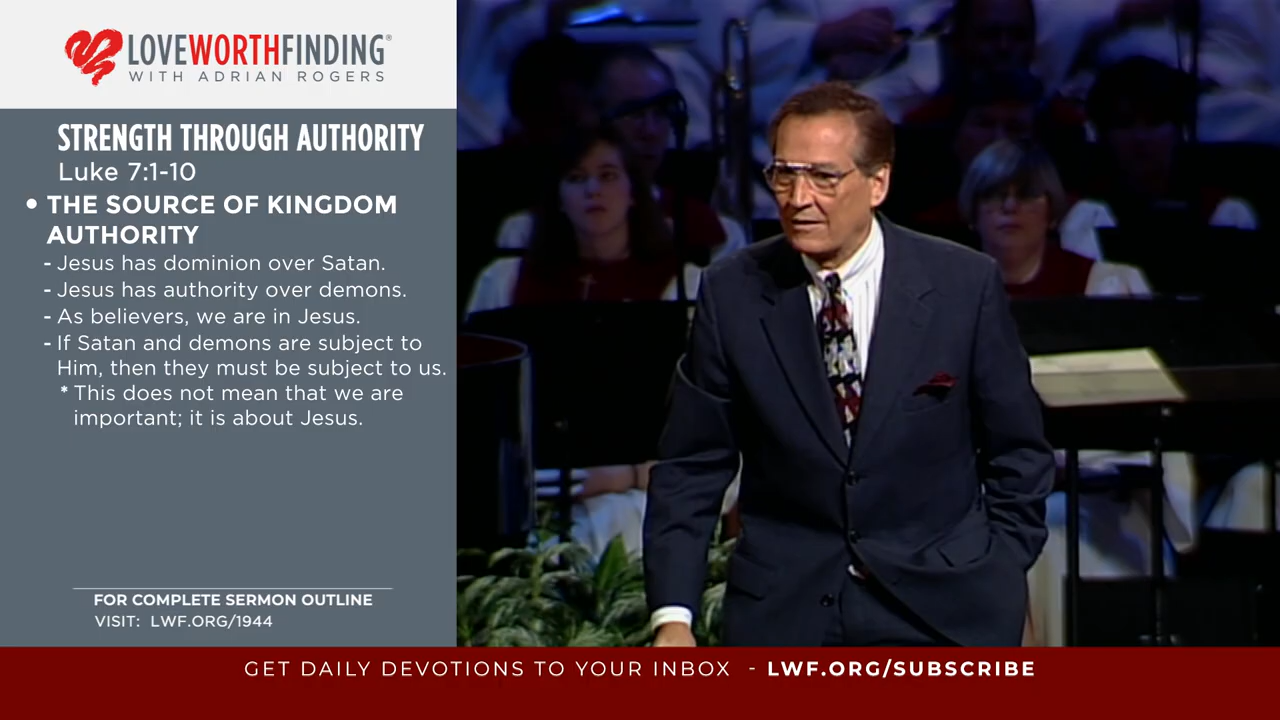 LOVEWORTHFINDING®
WITH ADRIAN ROGERS
STRENGTH THROUGH AUTHORITY
Luke 7:1-10
• THE SOURCE OF KINGDOM
AUTHORITY
- Jesus has dominion over Satan.
- Jesus has authority over demons.
- As believers, we are in Jesus.
- If Satan and demons are subject to
Him, then they must be subject to us.
* This does not mean that we are
important; it is about Jesus.
FOR COMPLETE SERMON OUTLINE
VISIT: LWF.ORG/1944
GET DAILY DEVOTIONS TO YOUR INBOX - LWF.ORG/SUBSCRIBE